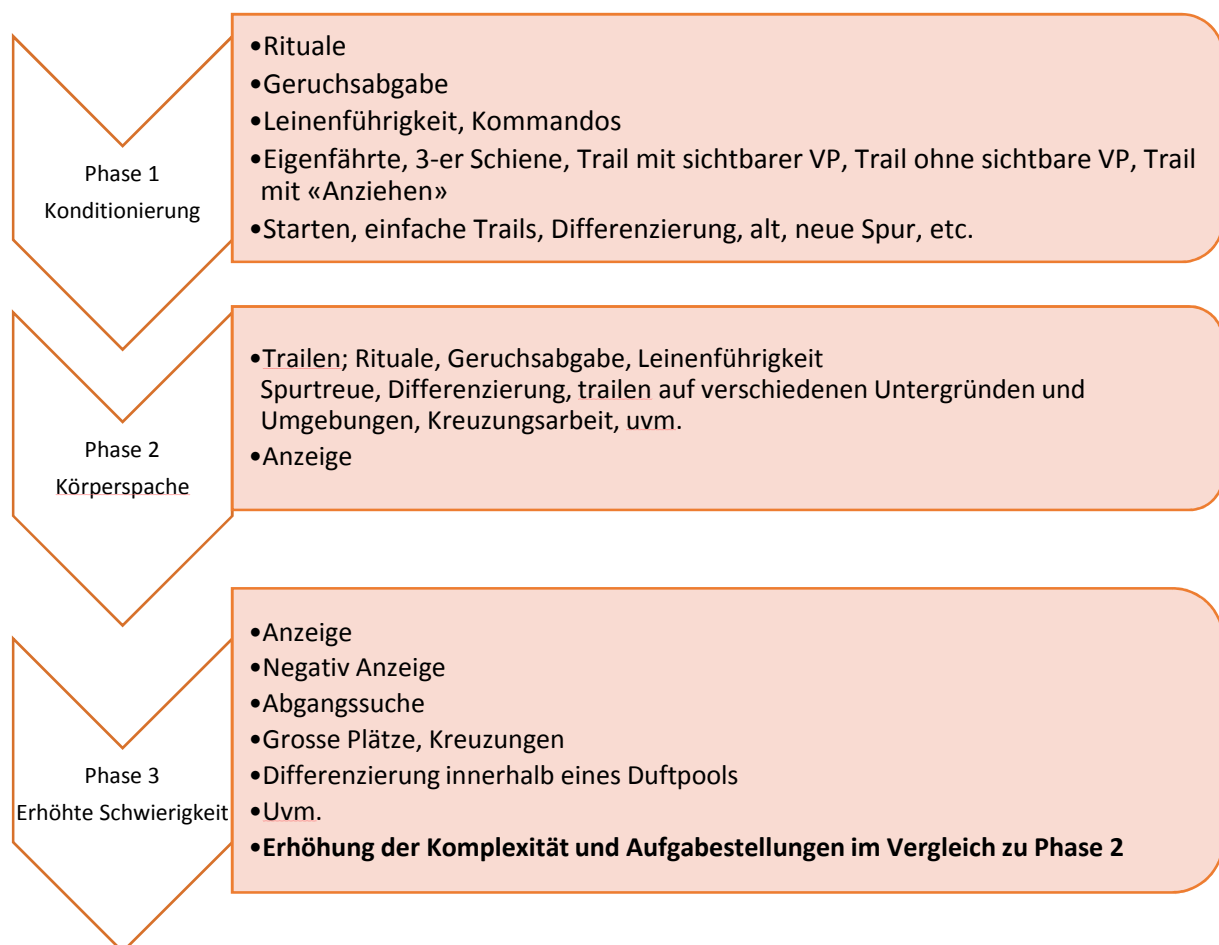 Phase 1
Konditionierung
•Rituale
•Geruchsabgabe
•Leinenführigkeit, Kommandos
•Eigenfährte, 3-er Schiene, Trail mit sichtbarer VP, Trail ohne sichtbare VP, Trail
mit «Anziehen»
•Starten, einfache Trails, Differenzierung, alt, neue Spur, etc.
Phase 2
Körperspache
•Trailen; Rituale, Geruchsabgabe, Leinenführigkeit
Spurtreue, Differenzierung, trailen auf verschiedenen Untergründen und
Umgebungen, Kreuzungsarbeit, uvm.
•Anzeige
Phase 3
Erhöhte Schwierigkeit
•Anzeige
•Negativ Anzeige
•Abgangssuche
•Grosse Plätze, Kreuzungen
•Differenzierung innerhalb eines Duftpools
•Uvm.
•Erhöhung der Komplexität und Aufgabestellungen im Vergleich zu Phase 2